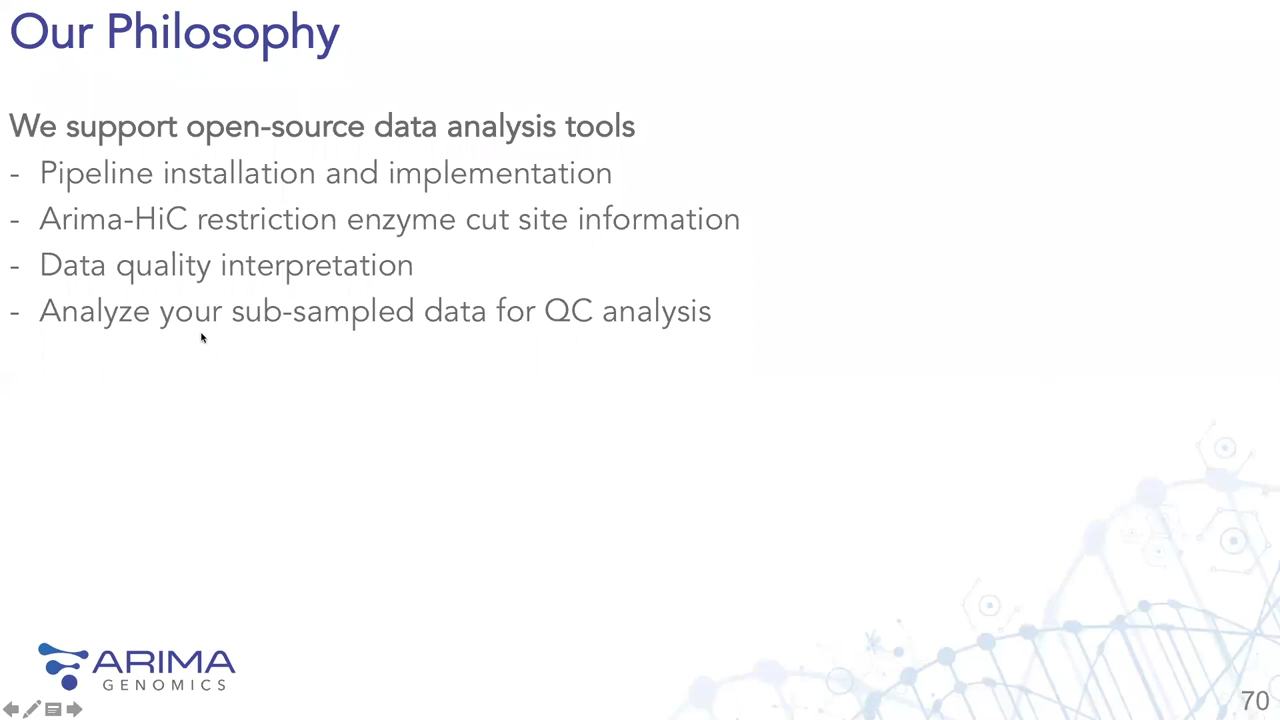 Our Philosophy
We support open-source data analysis tools
- Pipeline installation and implementation
- Arima-HiC restriction enzyme cut site information
- Data quality interpretation
- Analyze your sub-sampled data for QC analysis
ARIMA
GENOMICS
70